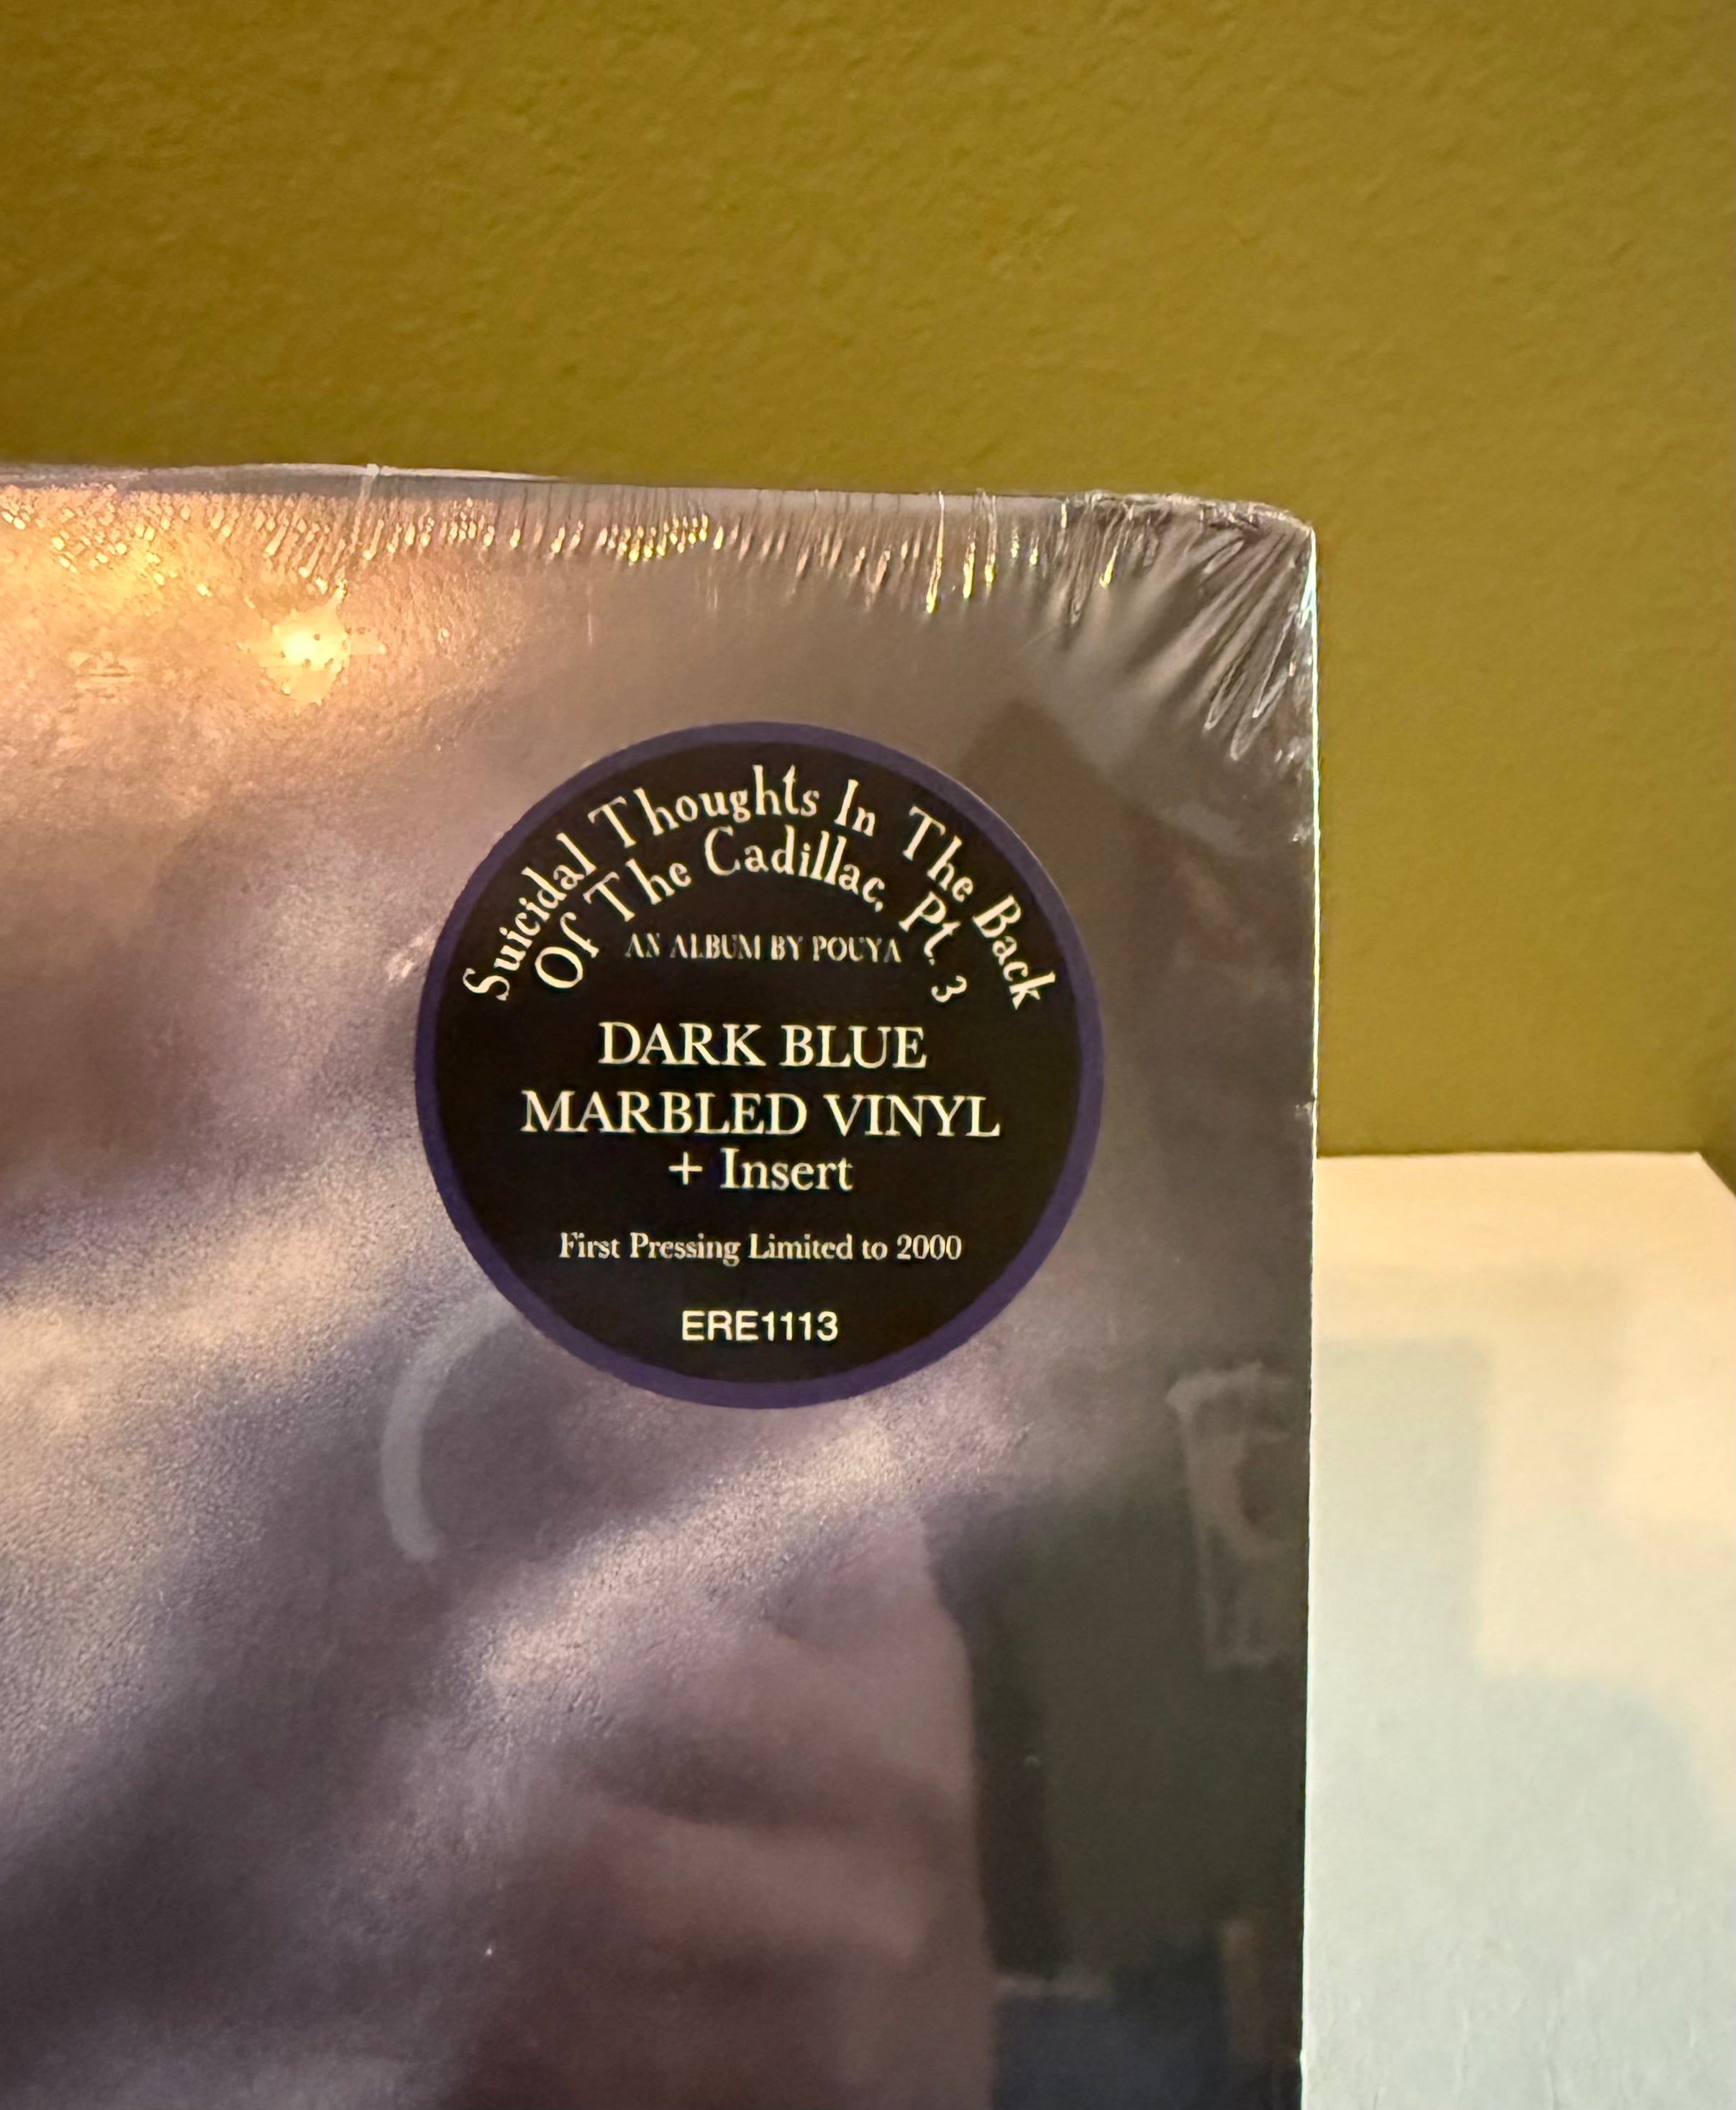 Suicidal Thoughts In The Back
Of The Cadillac, Pt. 3
AN ALBUM BY POUYA
DARK BLUE
MARBLED VINYL
+ Insert
First Pressing Limited to 2000
ERE1113